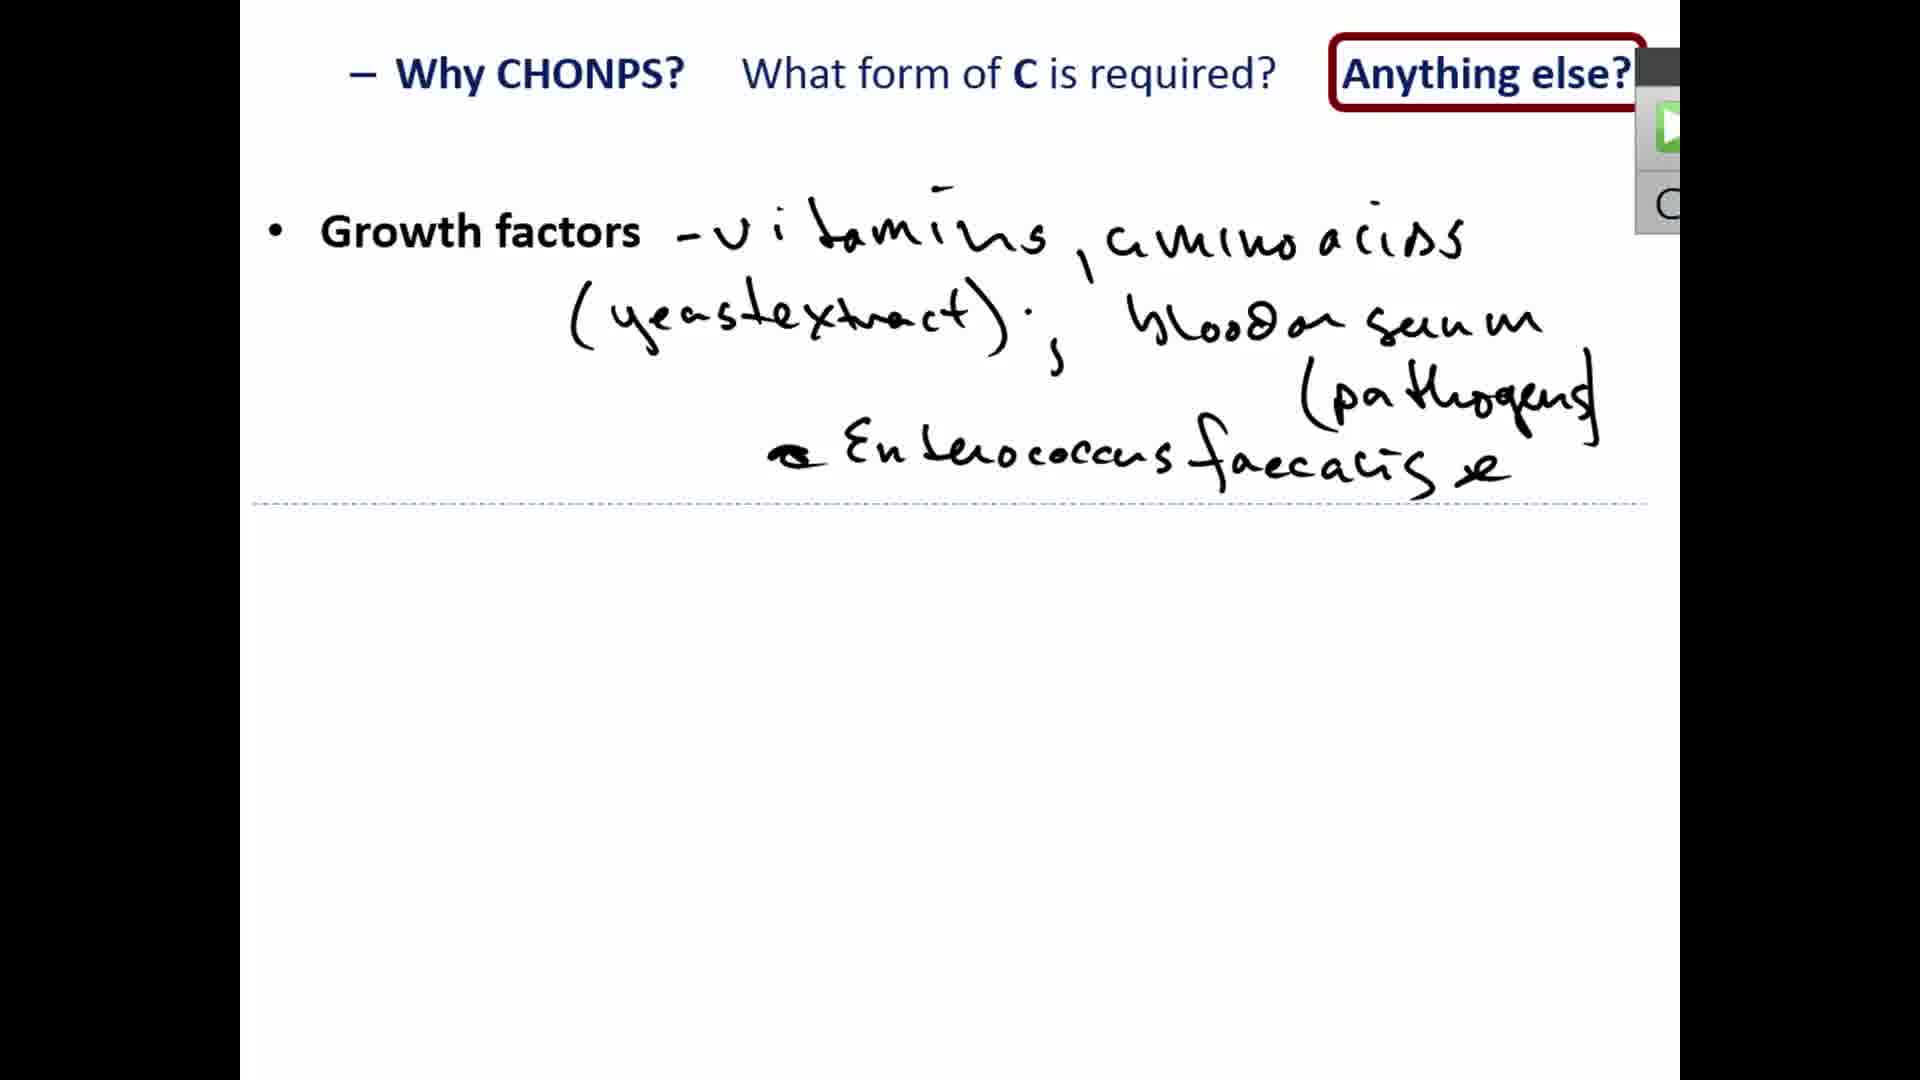 – Why CHONPS? What form of C is required? Anything else?
• Growth factors - vitamins, amino acids
(yeast extract); blood or serum
(pathogens)
Enterococcus faecalis